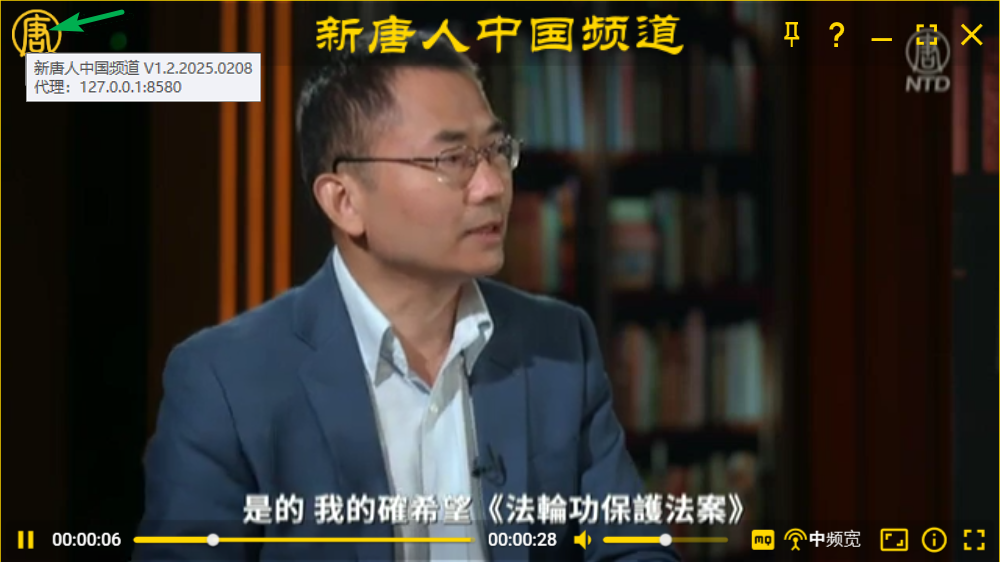 唐
新唐人中国频道
NTD
新唐人中国频道 V1.2.2025.0208
代理：127.0.0.1:8580
是的 我的確希望《法輪功保護法案》
00:00:06
00:00:28
MQ
中频宽